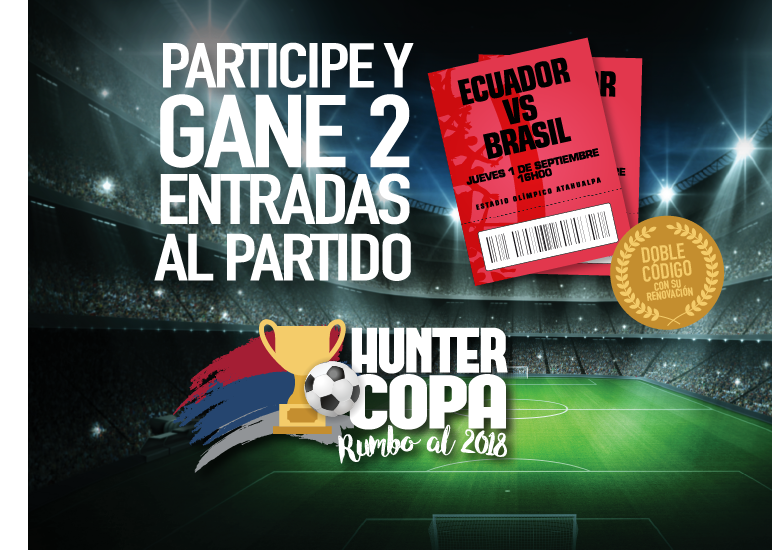 PARTICIPE Y
GANE 2
ENTRADAS
AL PARTIDO
ECUADOR
VS
BRASIL
JUEVES 1 DE SEPTIEMBRE
16H00
ESTADIO OLÍMPICO ATAHUALPA
DOBLE
CÓDIGO
CON SU
RENOVACIÓN
HUNTER
COPA
Rumbo al 2018